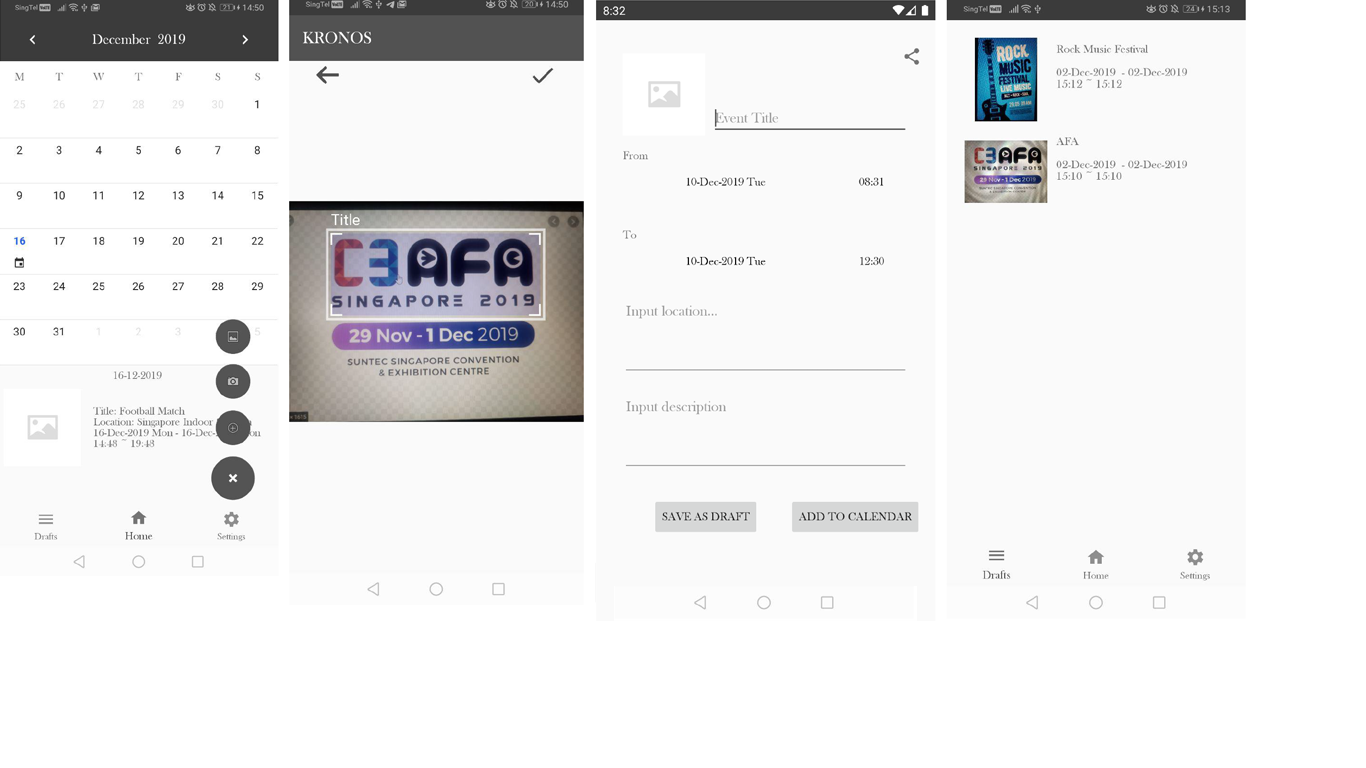 SingTel VoLTE 21 14:50
December 2019
M T W T F S S
25 26 27 28 29 30 1
2 3 4 5 6 7 8
9 10 11 12 13 14 15
16 17 18 19 20 21 22
23 24 25 26 27 28 29
30 31 1 2 3 5
16-12-2019
Title: Football Match
Location: Singapore Indoor
16-Dec-2019 Mon - 16-Dec-
14:48 ~ 19:48
Drafts Home Settings
SingTel VoLTE 20 14:50
KRONOS
Title
C3AFA
SINGAPORE 2019
29 Nov - 1 Dec 2019
SUNTEC SINGAPORE CONVENTION
& EXHIBITION CENTRE
8:32
Event Title
From
10-Dec-2019 Tue 08:31
To
10-Dec-2019 Tue 12:30
Input location...
Input description
SAVE AS DRAFT ADD TO CALENDAR
SingTel VoLTE 24 15:13
ROCK
MUSIC
FESTIVAL
LIVE MUSIC
Rock Music Festival
02-Dec-2019 - 02-Dec-2019
15:12 ~ 15:12
C3AFA
SINGAPORE 2019
29 Nov - 1 Dec 2019
AFA
02-Dec-2019 - 02-Dec-2019
15:10 ~ 15:10
Drafts Home Settings